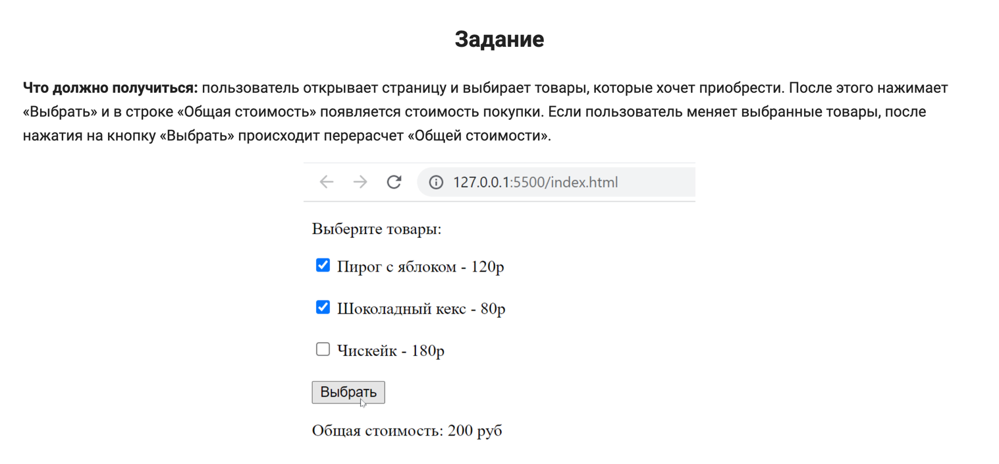 Задание
Что должно получиться: пользователь открывает страницу и выбирает товары, которые хочет приобрести. После этого нажимает
«Выбрать» и в строке «Общая стоимость» появляется стоимость покупки. Если пользователь меняет выбранные товары, после
нажатия на кнопку «Выбрать» происходит перерасчет «Общей стоимости».
127.0.0.1:5500/index.html
Выберите товары:
Пирог с яблоком - 120р
Шоколадный кекс - 80р
Чискейк - 180р
Выбрать
Общая стоимость: 200 руб